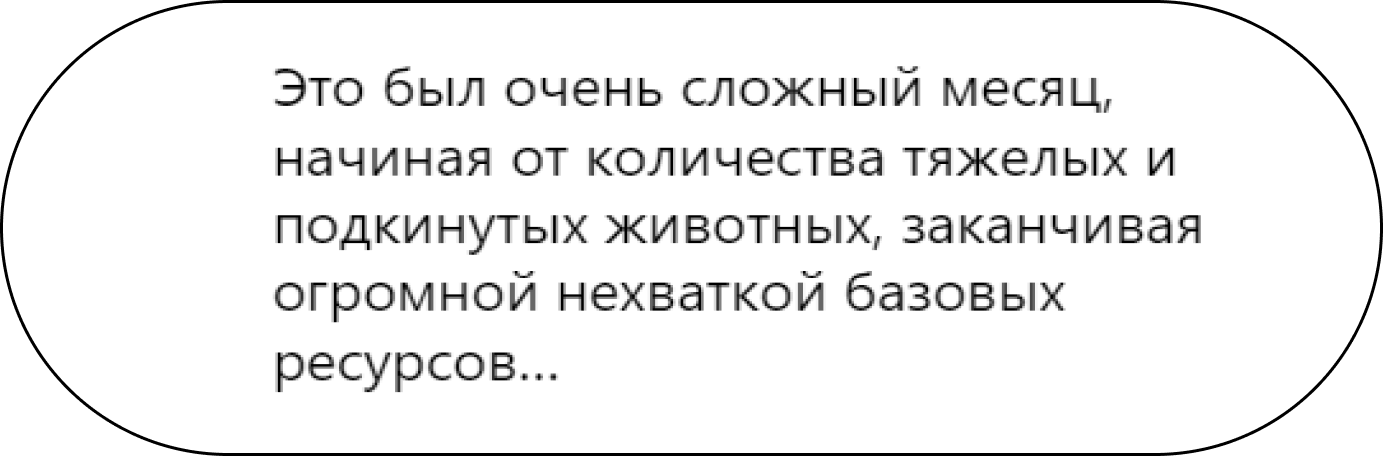 Это был очень сложный месяц,
начиная от количества тяжелых и
подкинутых животных, заканчивая
огромной нехваткой базовых
ресурсов...